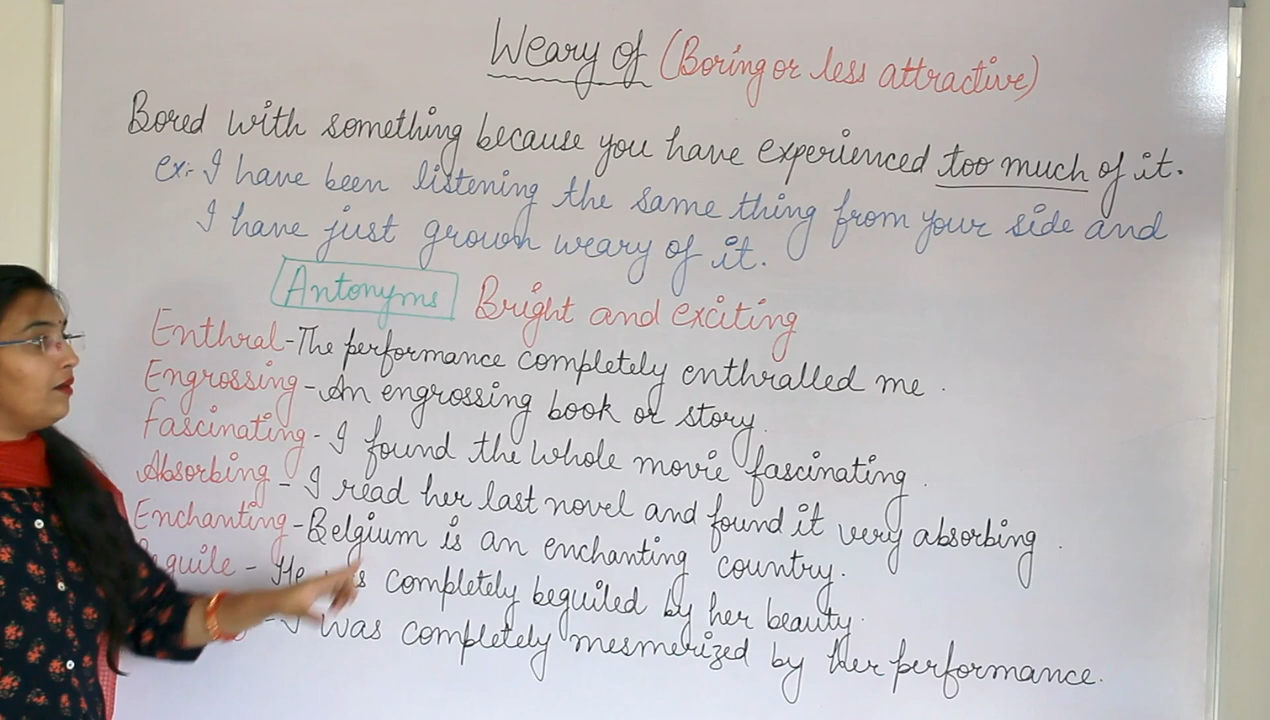 Weary of (Boring or less attractive)
Bored with something because you have experienced too much of it.
ex:- I have been listening the same thing from your side and
I have just grown weary of it.
Antonyms Bright and exciting
Enthral - The performance completely enthralled me.
Engrossing - An engrossing book or story.
Fascinating - I found the whole movie fascinating.
Absorbing - I read her last novel and found it very absorbing.
Enchanting - Belgium is an enchanting country.
- He completely beguiled by her beauty.
- I was completely mesmerized by her performance.